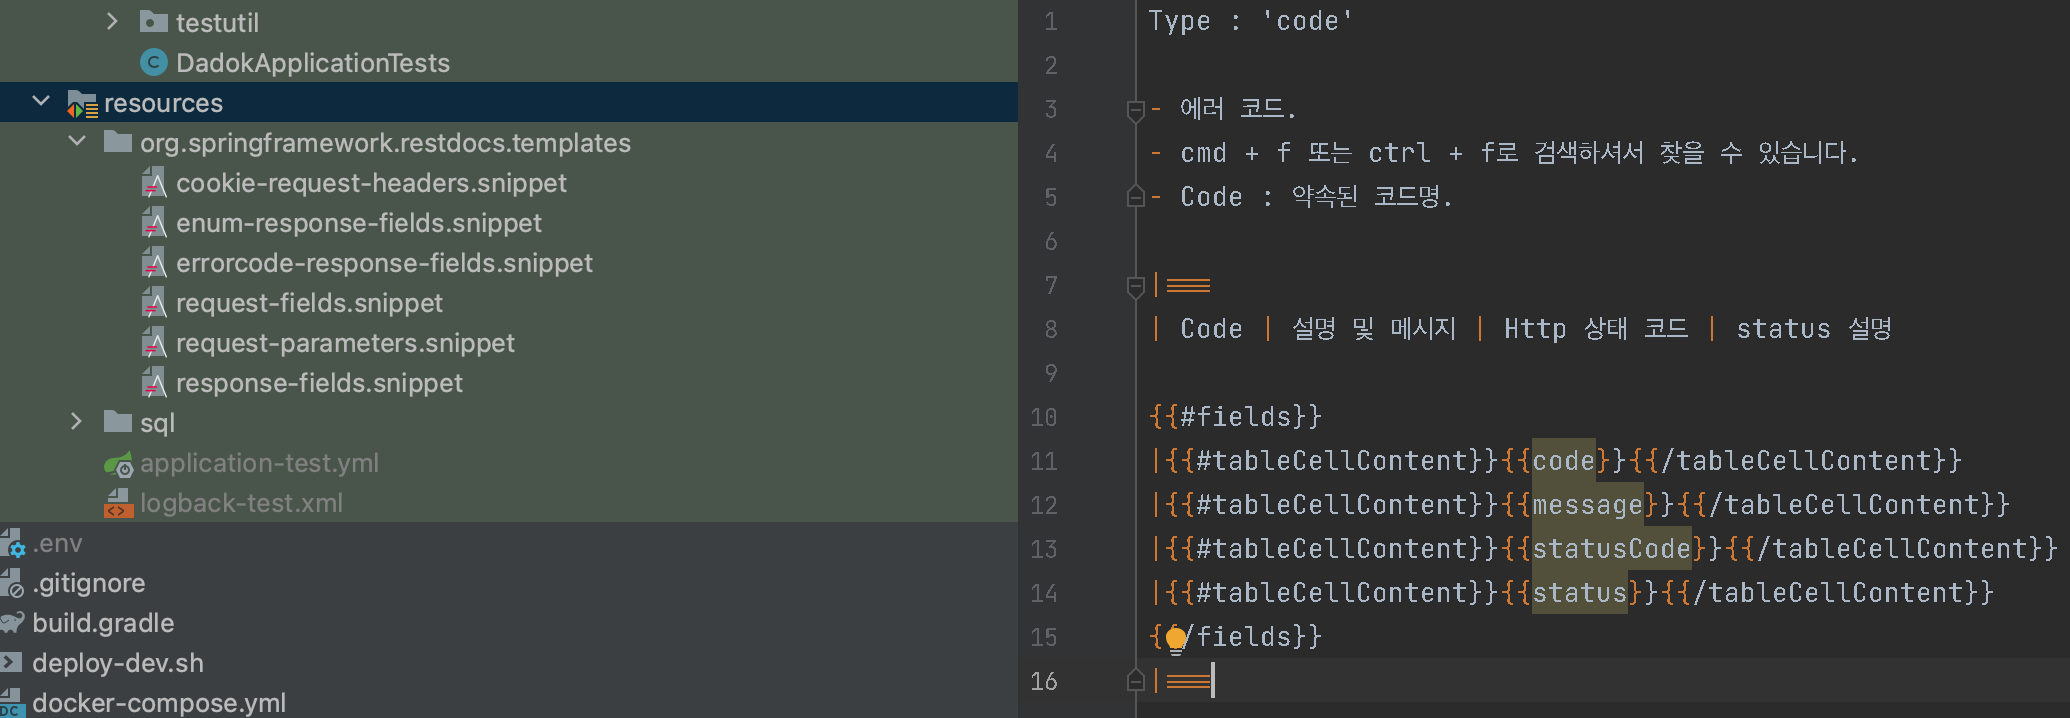 testutil
DadokApplicationTests
resources
org.springframework.restdocs.templates
cookie-request-headers.snippet
enum-response-fields.snippet
errorcode-response-fields.snippet
request-fields.snippet
request-parameters.snippet
response-fields.snippet
sql
application-test.yml
logback-test.xml
.env
.gitignore
build.gradle
deploy-dev.sh
docker-compose.yml
1 Type : 'code'
2
3 - 에러 코드.
4 - cmd + f 또는 ctrl + f로 검색하셔서 찾을 수 있습니다.
5 - Code : 약속된 코드명.
6
7 |===
8 | Code | 설명 및 메시지 | Http 상태 코드 | status 설명
9
10 {{#fields}}
11 |{{#tableCellContent}}{{code}}{{/tableCellContent}}
12 |{{#tableCellContent}}{{message}}{{/tableCellContent}}
13 |{{#tableCellContent}}{{statusCode}}{{/tableCellContent}}
14 |{{#tableCellContent}}{{status}}{{/tableCellContent}}
15 {{/fields}}
16 |===